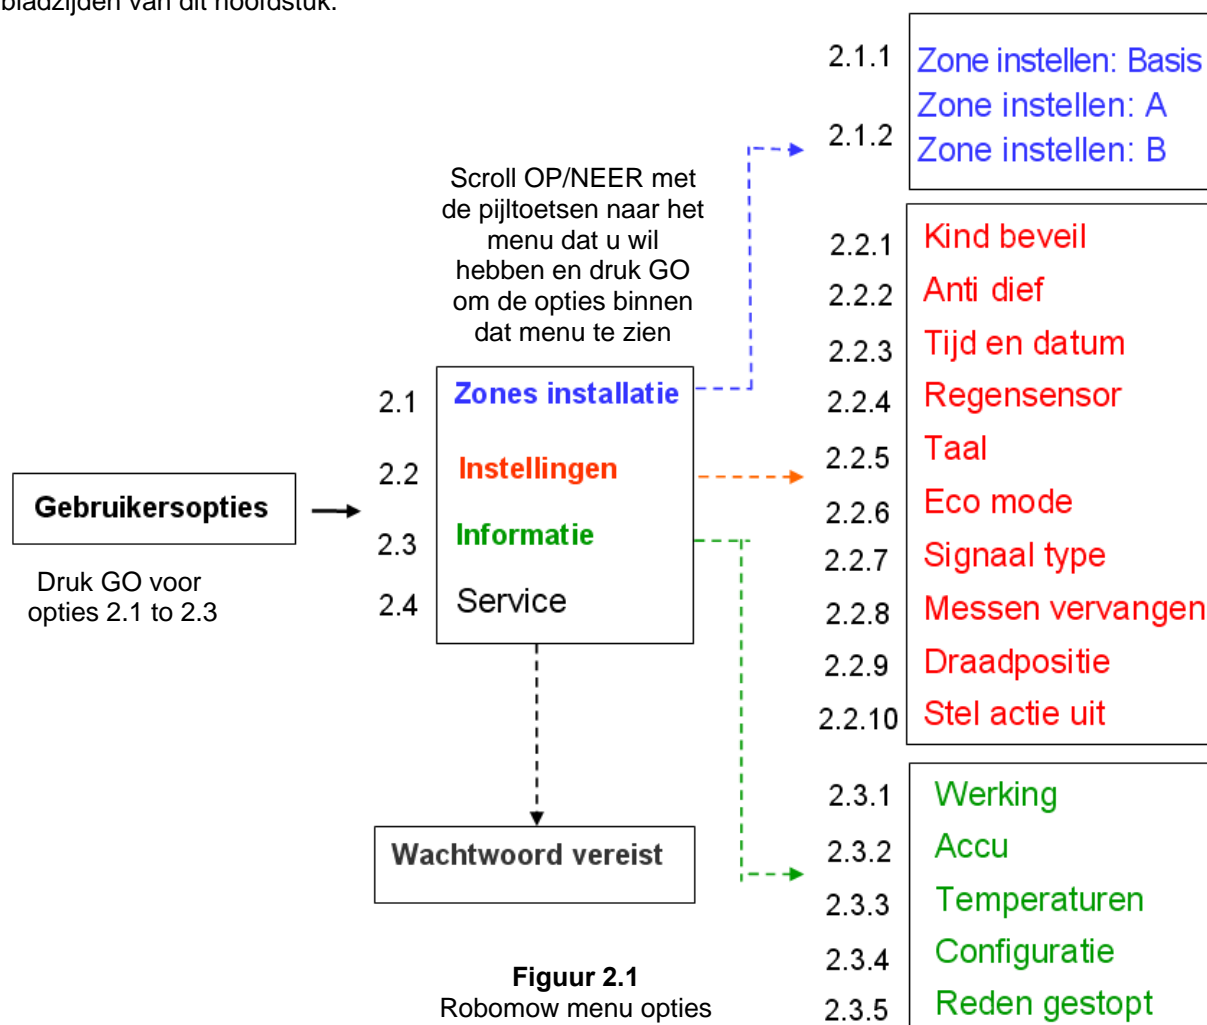 bladzijden van dit hoofdstuk.
2.1.1 Zone instellen: Basis
Zone instellen: A
2.1.2 Zone instellen: B
Scroll OP/NEER met
de pijltoetsen naar het
menu dat u wil
hebben en druk GO
om de opties binnen
dat menu te zien
2.2.1 Kind beveil
2.2.2 Anti dief
2.2.3 Tijd en datum
2.2.4 Regensensor
2.2.5 Taal
2.2.6 Eco mode
2.2.7 Signaal type
2.2.8 Messen vervangen
2.2.9 Draadpositie
2.2.10 Stel actie uit
2.1 Zones installatie
2.2 Instellingen
2.3 Informatie
2.4 Service
Gebruikersopties
Druk GO voor
opties 2.1 to 2.3
Wachtwoord vereist
2.3.1 Werking
2.3.2 Accu
2.3.3 Temperaturen
2.3.4 Configuratie
2.3.5 Reden gestopt
Figuur 2.1
Robomow menu opties